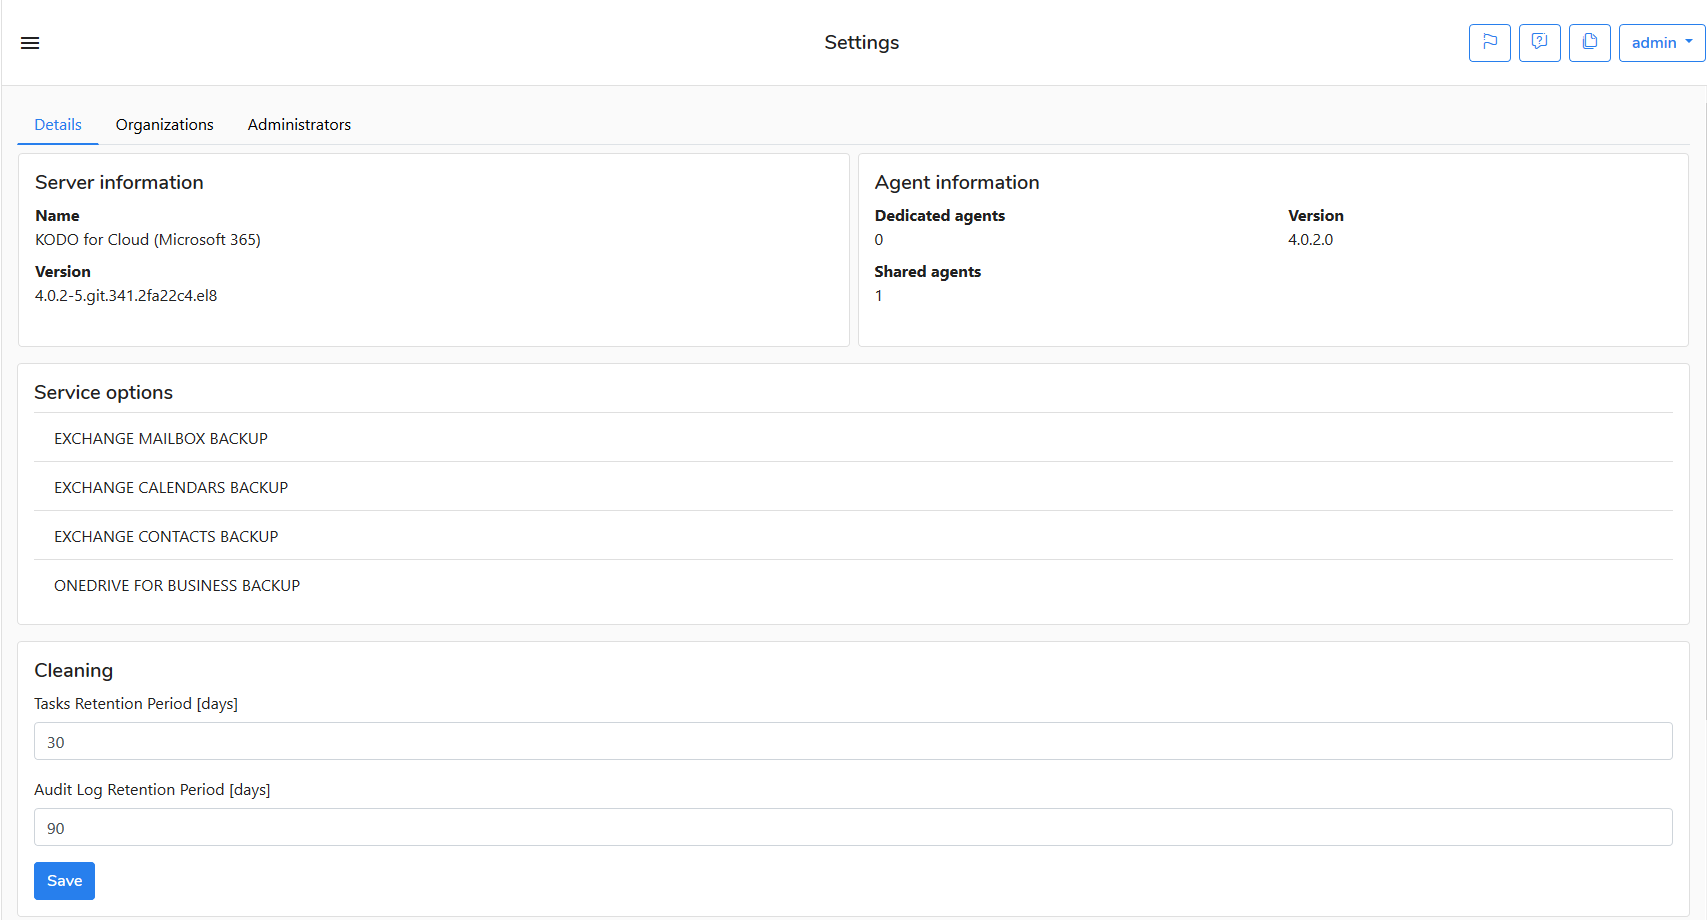 Settings
admin
Details
Organizations
Administrators
Server information
Name
KODO for Cloud (Microsoft 365)
Version
4.0.2-5.git.341.2fa22c4.el8
Agent information
Dedicated agents
0
Version
4.0.2.0
Shared agents
1
Service options
EXCHANGE MAILBOX BACKUP
EXCHANGE CALENDARS BACKUP
EXCHANGE CONTACTS BACKUP
ONEDRIVE FOR BUSINESS BACKUP
Cleaning
Tasks Retention Period [days]
30
Audit Log Retention Period [days]
90
Save